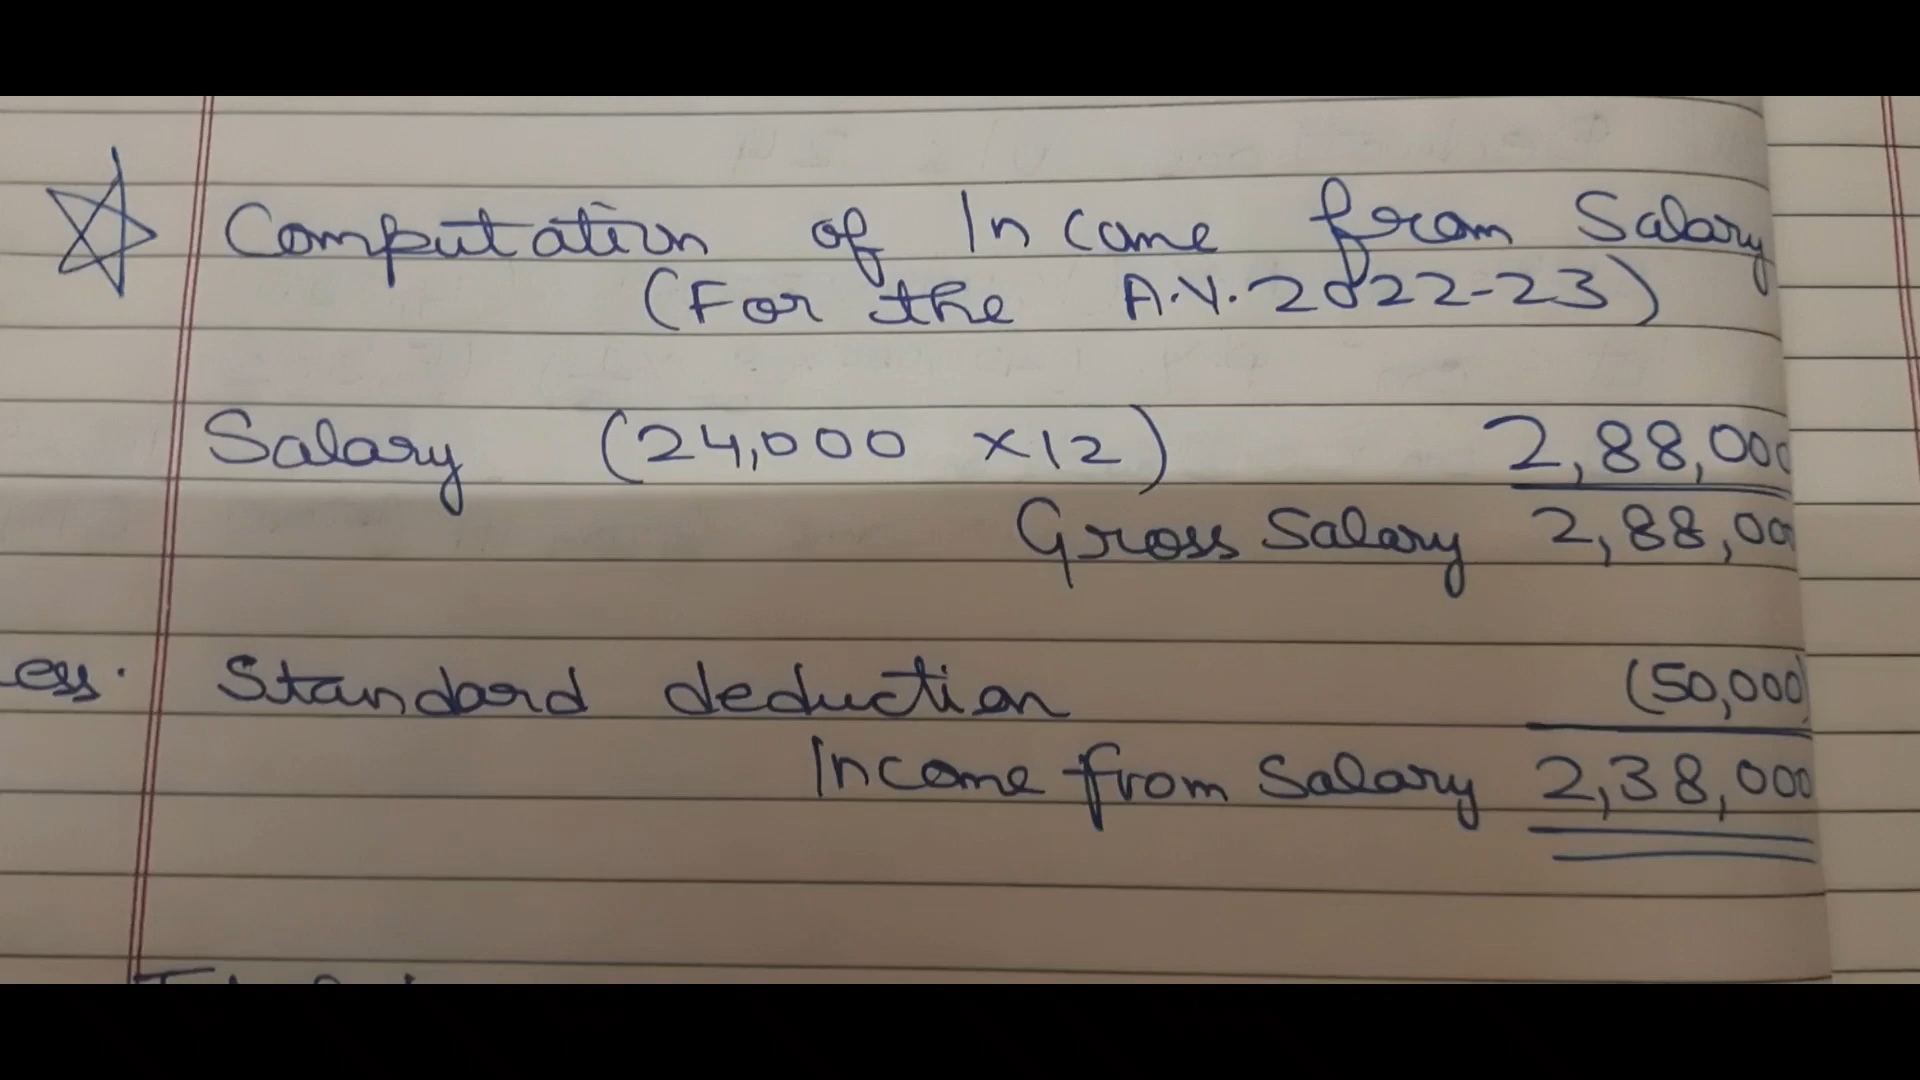 Computation of Income from Salary
(For the A.Y. 2022-23)
Salary (24,000 x12) 2,88,000
Gross Salary 2,88,000
ess. Standard deduction (50,000)
Income from Salary 2,38,000